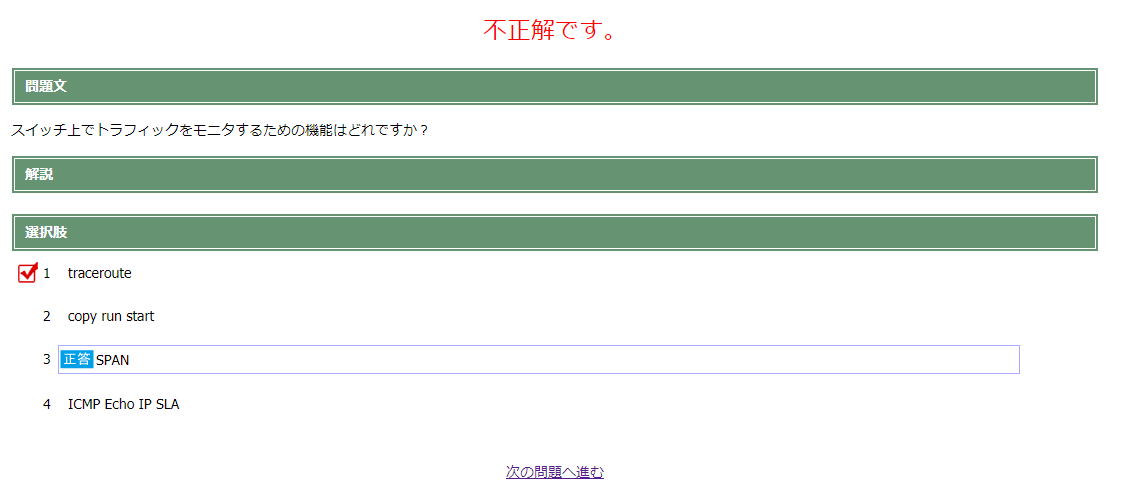 不正解です。
問題文
スイッチ上でトラフィックをモニタするための機能はどれですか？
解説
選択肢
1 traceroute
2 copy run start
3 正答 SPAN
4 ICMP Echo IP SLA
次の問題へ進む